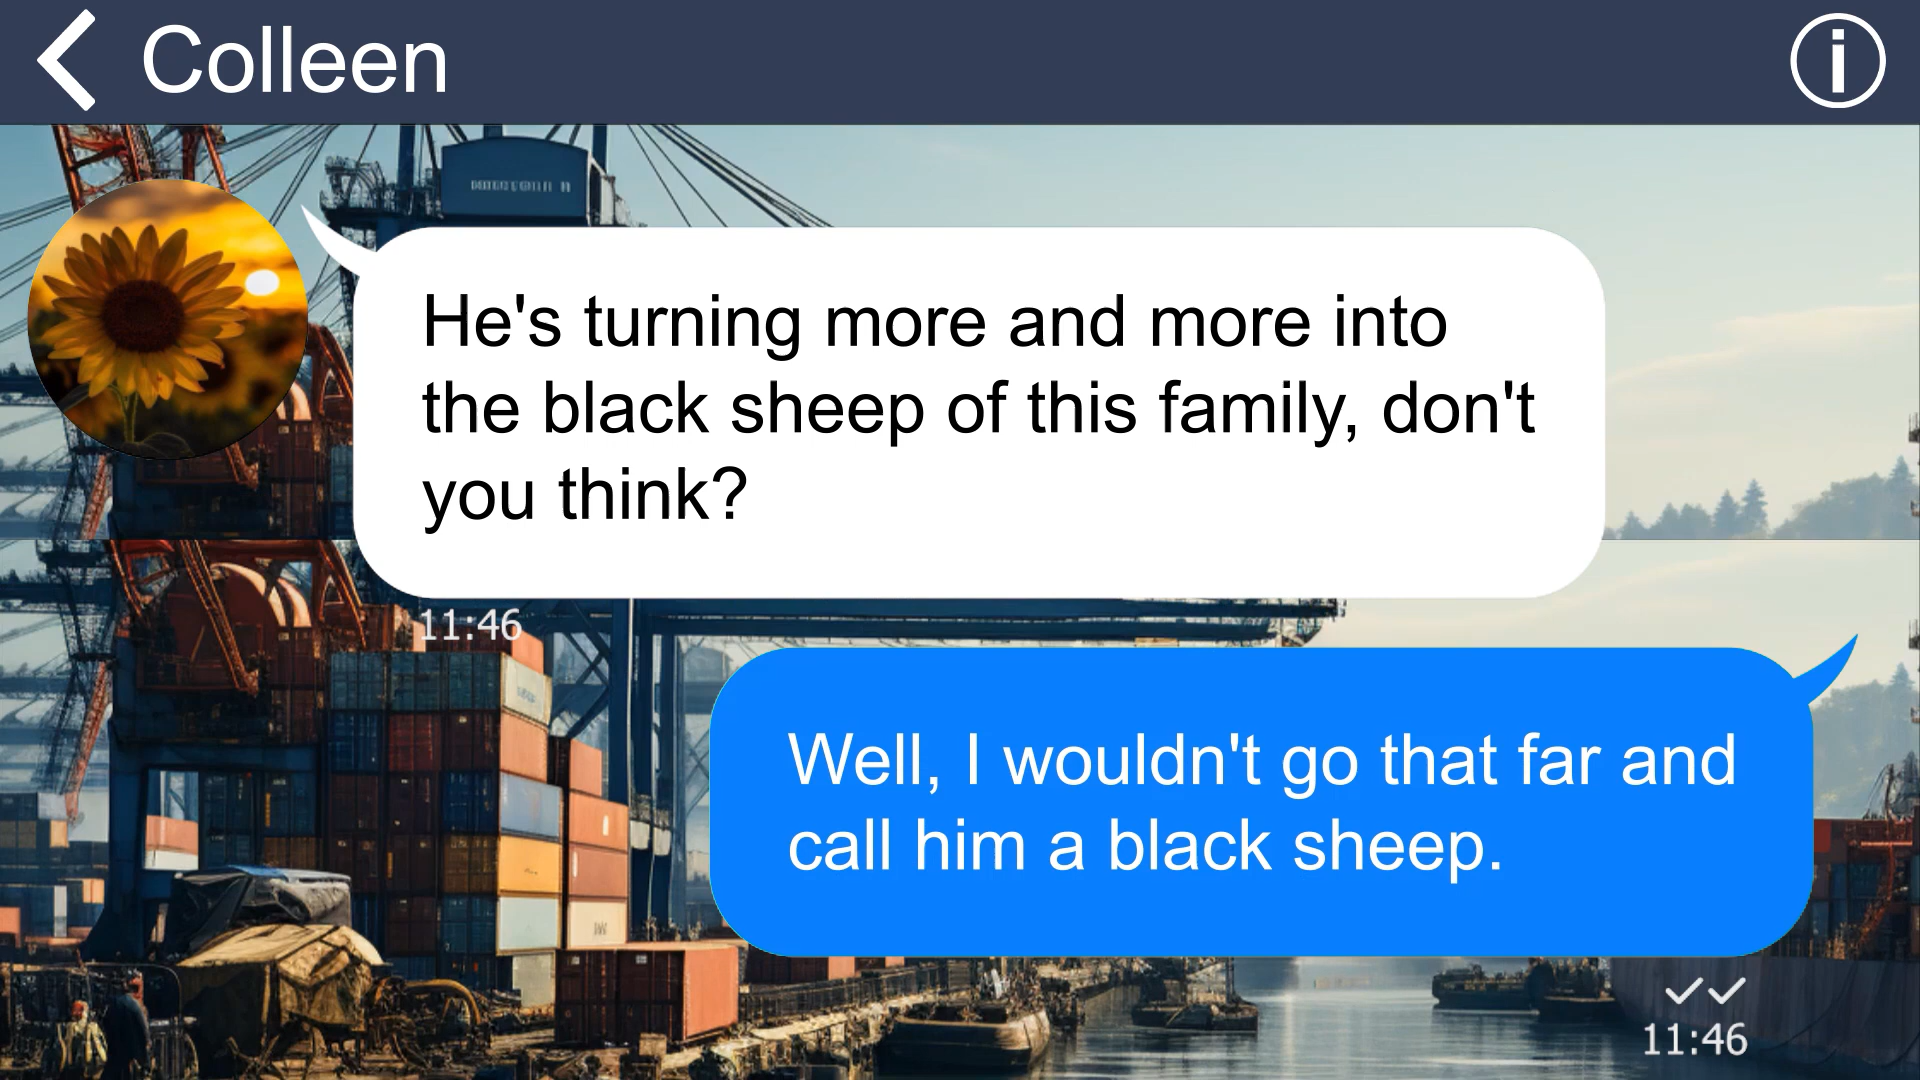 Colleen
He's turning more and more into
the black sheep of this family, don't
you think?
11:46
Well, I wouldn't go that far and
call him a black sheep.
11:46